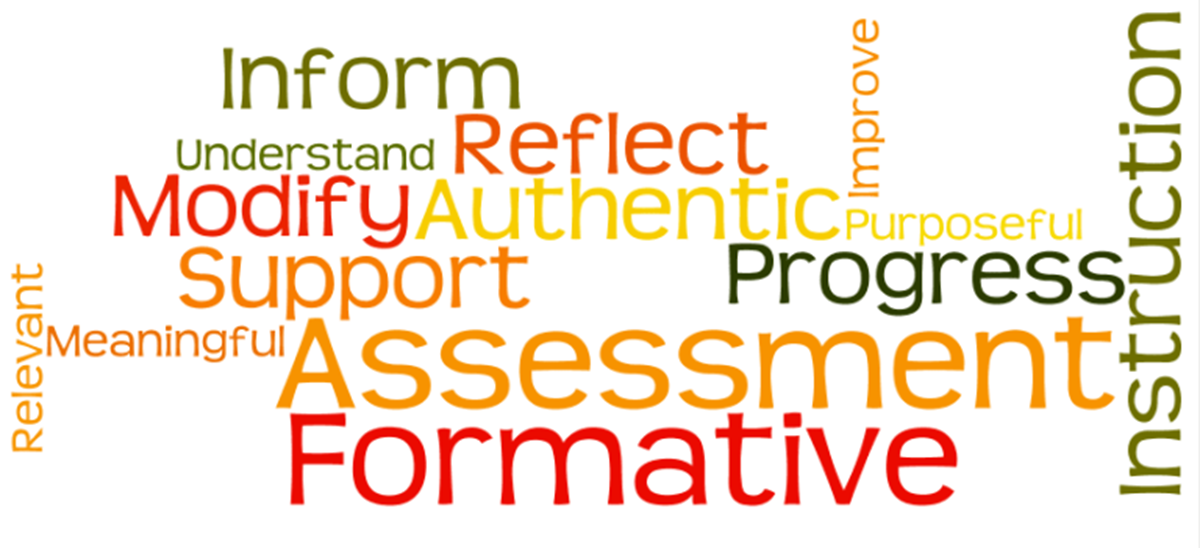 Inform
Improve
Instruction
Reflect
Understand
Modify
Authentic
Purposeful
Support
Progress
Relevant
Meaningful
Assessment
Formative